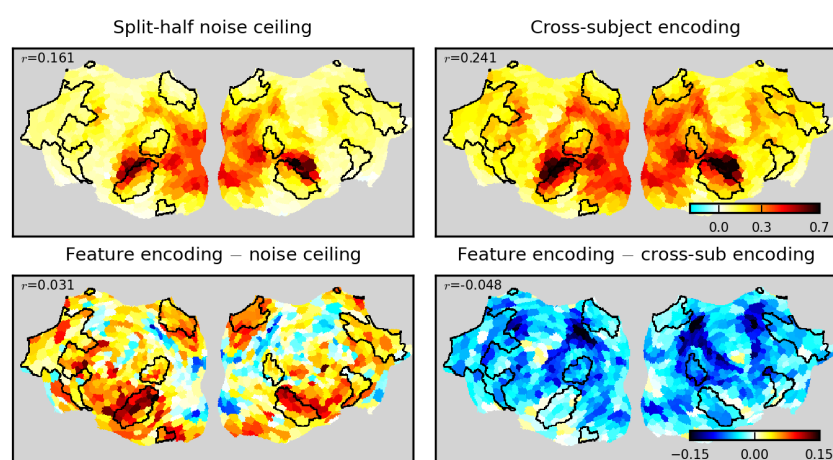 Split-half noise ceiling
Cross-subject encoding
r=0.161
r=0.241
0.0 0.3 0.7
Feature encoding − noise ceiling
Feature encoding − cross-sub encoding
r=0.031
r=-0.048
−0.15 0.00 0.15